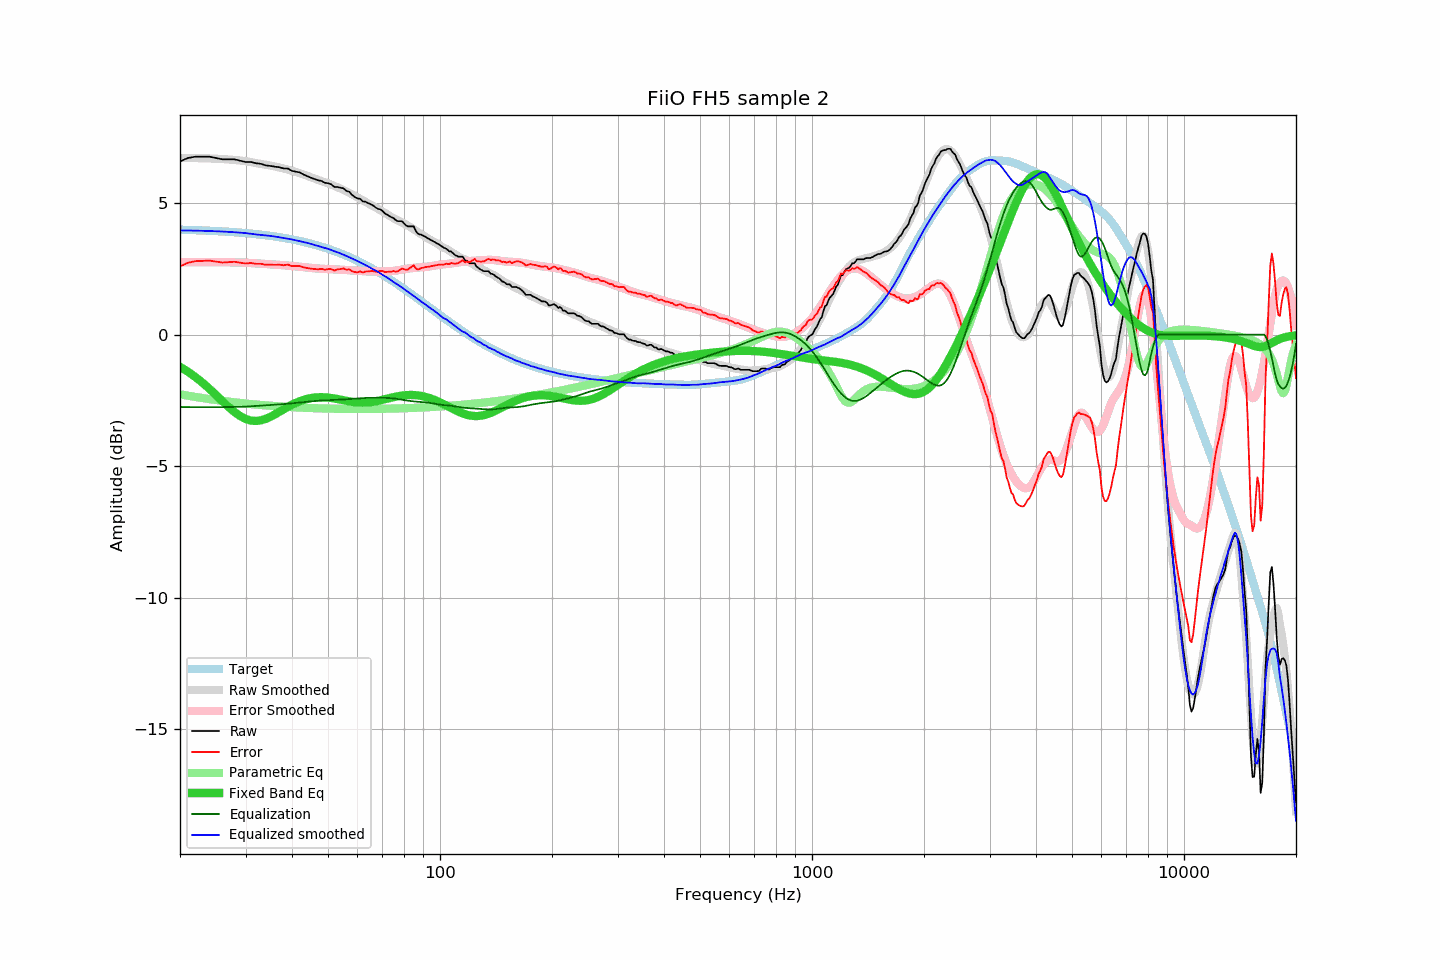 FiiO FH5 sample 2
Amplitude (dBr)
5
0
−5
−10
−15
Target
Raw Smoothed
Error Smoothed
Raw
Error
Parametric Eq
Fixed Band Eq
Equalization
Equalized smoothed
100
1000
10000
Frequency (Hz)